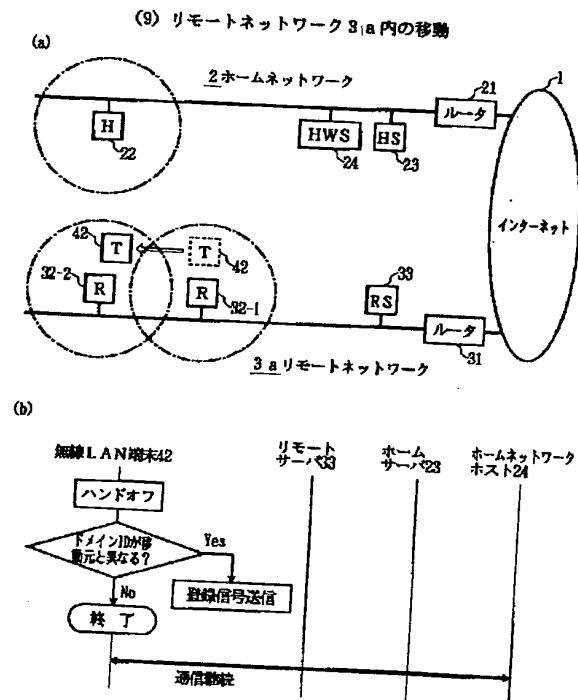 (9) リモートネットワーク3a内の移動
(a)
2 ホームネットワーク
21
1
ルータ
H
HWS
HS
22
24
23
インターネット
42
T
T
42
32-2
R
R
32-1
33
RS
ルータ
31
3a リモートネットワーク
(b)
無線LAN端末42
リモート
サーバ33
ホーム
サーバ23
ホームネットワーク
ホスト24
ハンドオフ
ドメインIDが移
動元と異なる?
Yes
No
登録信号送信
終了
通信継続